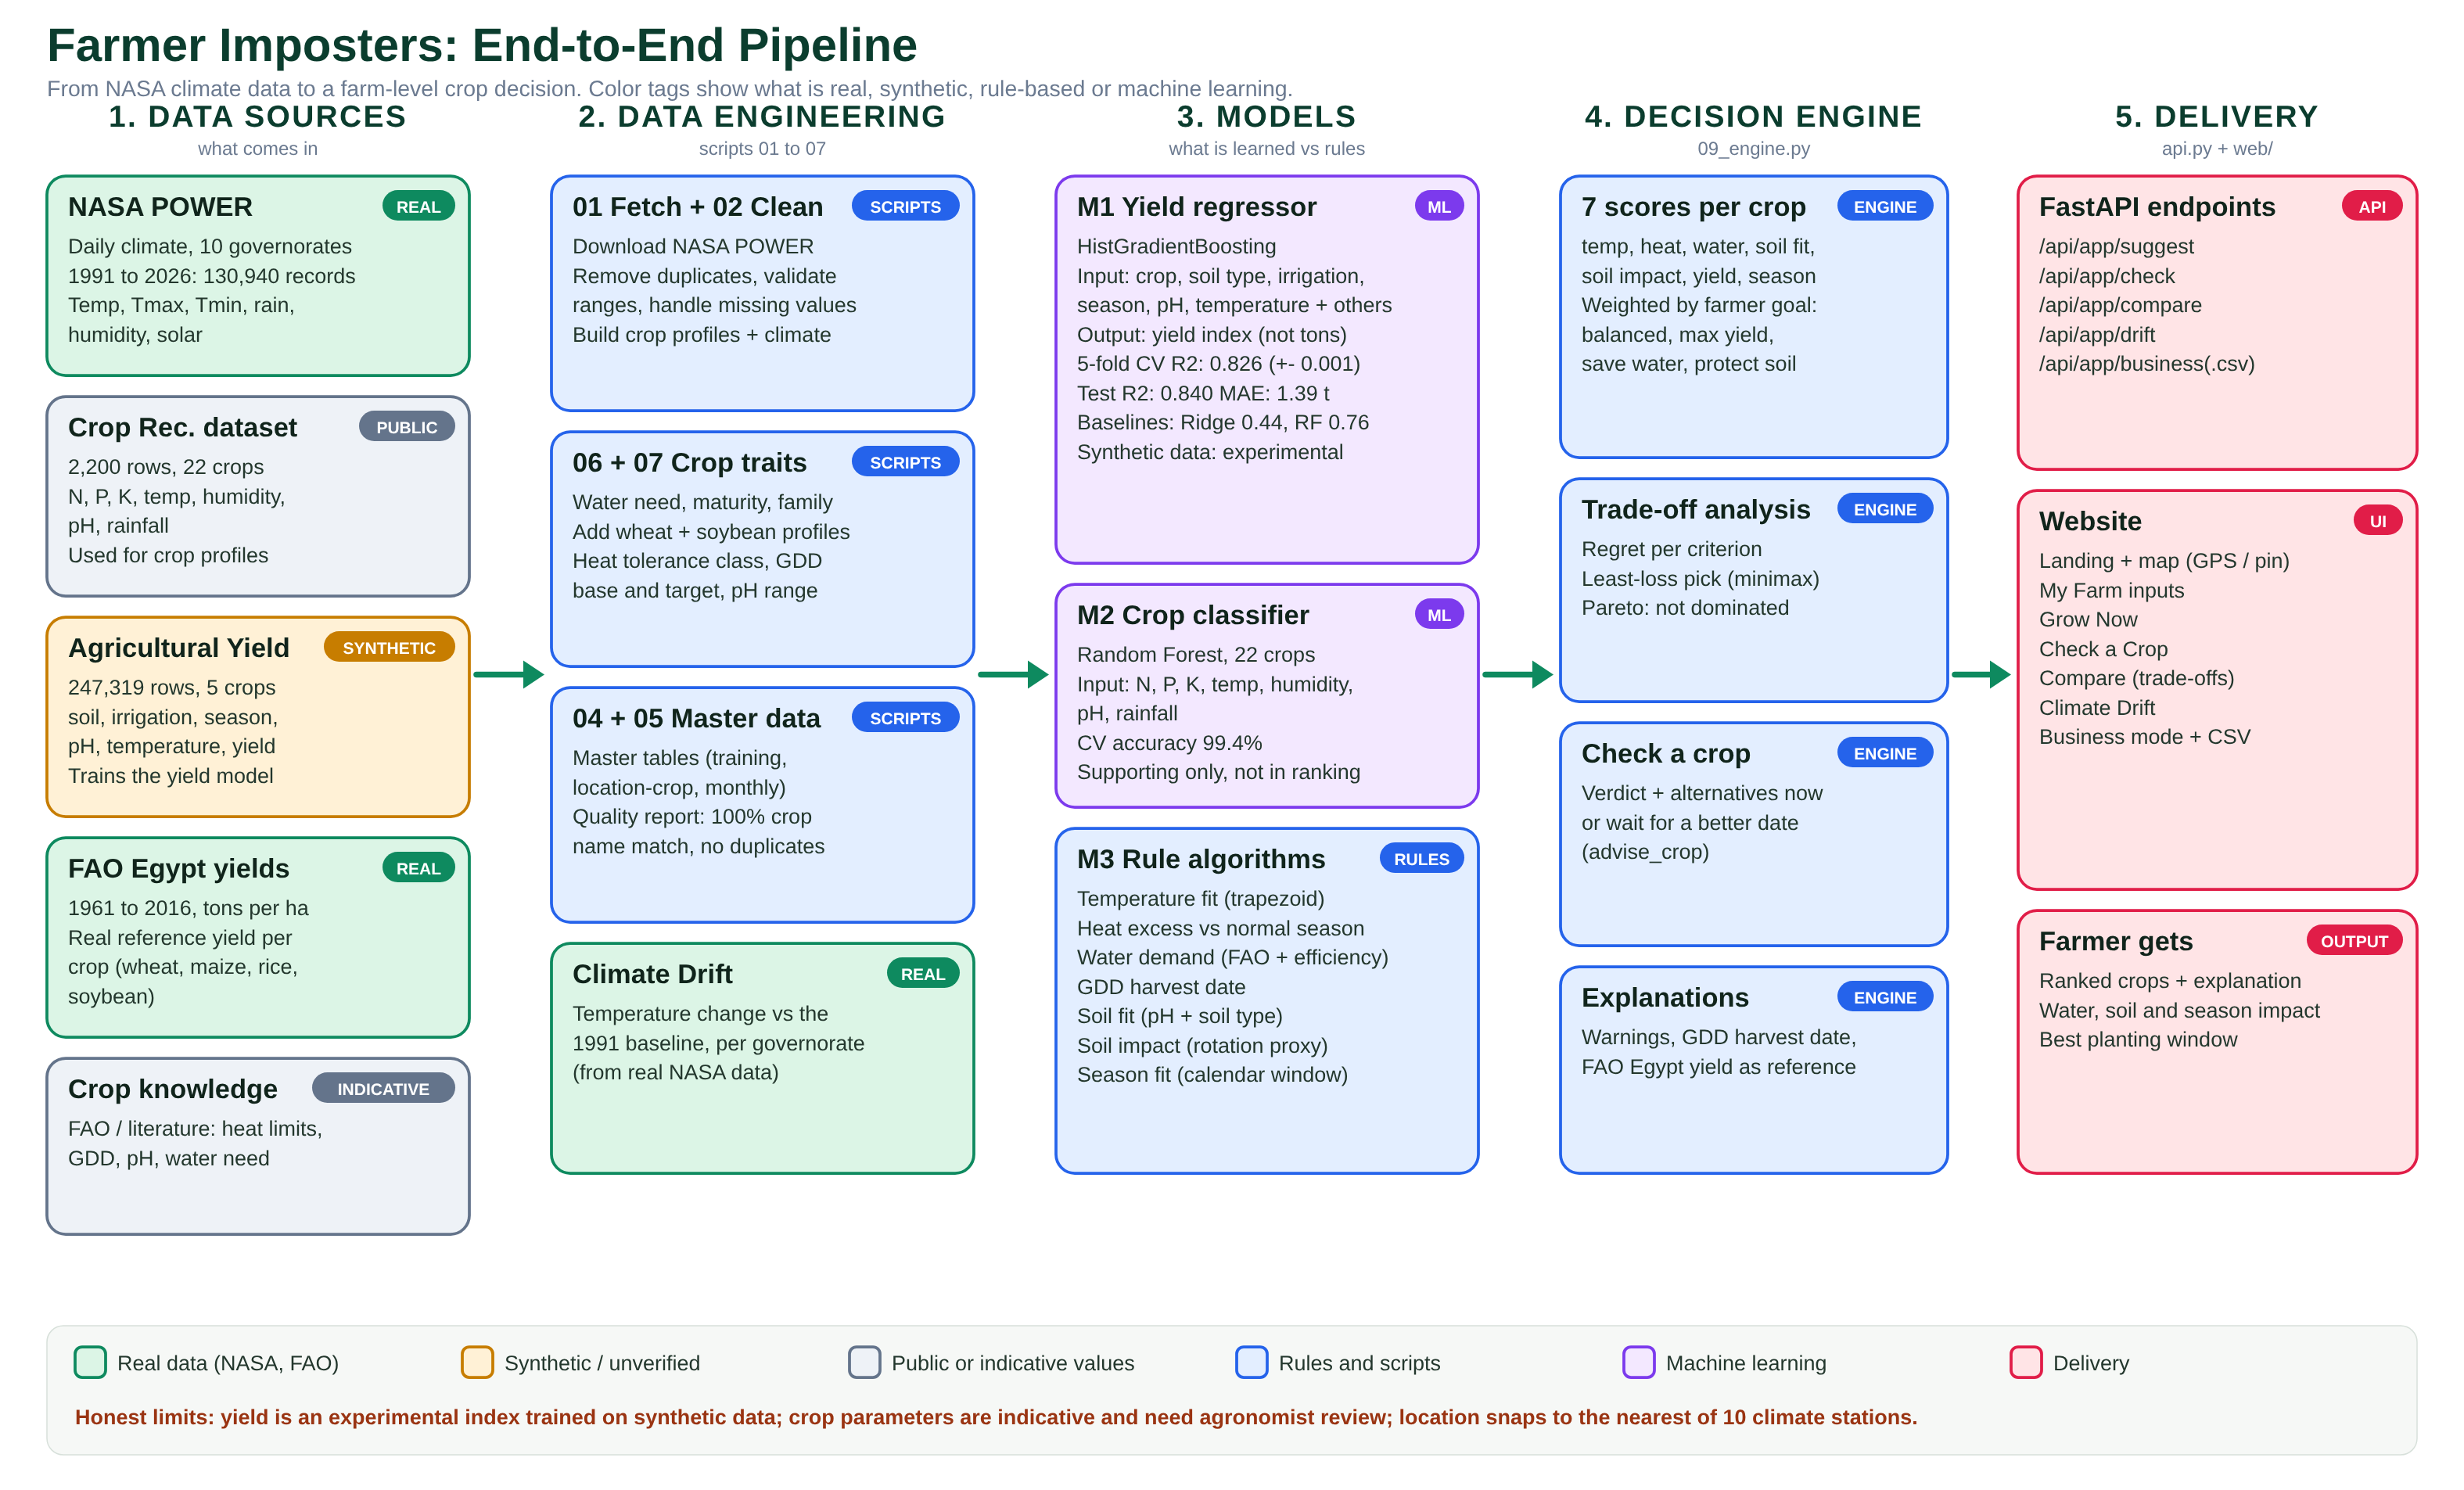 Farmer Imposters: End-to-End Pipeline
From NASA climate data to a farm-level crop decision. Color tags show what is real, synthetic, rule-based or machine learning.
1. DATA SOURCES
what comes in
NASA POWER
REAL
Daily climate, 10 governorates
1991 to 2026: 130,940 records
Temp, Tmax, Tmin, rain,
humidity, solar
Crop Rec. dataset
PUBLIC
2,200 rows, 22 crops
N, P, K, temp, humidity,
pH, rainfall
Used for crop profiles
Agricultural Yield
SYNTHETIC
247,319 rows, 5 crops
soil, irrigation, season,
pH, temperature, yield
Trains the yield model
FAO Egypt yields
REAL
1961 to 2016, tons per ha
Real reference yield per
crop (wheat, maize, rice,
soybean)
Crop knowledge
INDICATIVE
FAO / literature: heat limits,
GDD, pH, water need
2. DATA ENGINEERING
scripts 01 to 07
01 Fetch + 02 Clean
SCRIPTS
Download NASA POWER
Remove duplicates, validate
ranges, handle missing values
Build crop profiles + climate
06 + 07 Crop traits
SCRIPTS
Water need, maturity, family
Add wheat + soybean profiles
Heat tolerance class, GDD
base and target, pH range
04 + 05 Master data
SCRIPTS
Master tables (training,
location-crop, monthly)
Quality report: 100% crop
name match, no duplicates
Climate Drift
REAL
Temperature change vs the
1991 baseline, per governorate
(from real NASA data)
3. MODELS
what is learned vs rules
M1 Yield regressor
ML
HistGradientBoosting
Input: crop, soil type, irrigation,
season, pH, temperature + others
Output: yield index (not tons)
5-fold CV R2: 0.826 (+- 0.001)
Test R2: 0.840 MAE: 1.39 t
Baselines: Ridge 0.44, RF 0.76
Synthetic data: experimental
M2 Crop classifier
ML
Random Forest, 22 crops
Input: N, P, K, temp, humidity,
pH, rainfall
CV accuracy 99.4%
Supporting only, not in ranking
M3 Rule algorithms
RULES
Temperature fit (trapezoid)
Heat excess vs normal season
Water demand (FAO + efficiency)
GDD harvest date
Soil fit (pH + soil type)
Soil impact (rotation proxy)
Season fit (calendar window)
4. DECISION ENGINE
09_engine.py
7 scores per crop
ENGINE
temp, heat, water, soil fit,
soil impact, yield, season
Weighted by farmer goal:
balanced, max yield,
save water, protect soil
Trade-off analysis
ENGINE
Regret per criterion
Least-loss pick (minimax)
Pareto: not dominated
Check a crop
ENGINE
Verdict + alternatives now
or wait for a better date
(advise_crop)
Explanations
ENGINE
Warnings, GDD harvest date,
FAO Egypt yield as reference
5. DELIVERY
api.py + web/
FastAPI endpoints
API
/api/app/suggest
/api/app/check
/api/app/compare
/api/app/drift
/api/app/business(.csv)
Website
UI
Landing + map (GPS / pin)
My Farm inputs
Grow Now
Check a Crop
Compare (trade-offs)
Climate Drift
Business mode + CSV
Farmer gets
OUTPUT
Ranked crops + explanation
Water, soil and season impact
Best planting window
Real data (NASA, FAO)
Synthetic / unverified
Public or indicative values
Rules and scripts
Machine learning
Delivery
Honest limits: yield is an experimental index trained on synthetic data; crop parameters are indicative and need agronomist review; location snaps to the nearest of 10 climate stations.